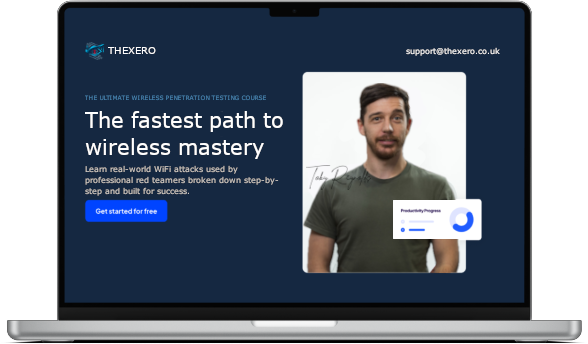 THEXERO
support@thexero.co.uk
THE ULTIMATE WIRELESS PENETRATION TESTING COURSE
The fastest path to
wireless mastery
Learn real-world WiFi attacks used by
professional red teamers broken down step-by-
step and built for success.
Get started for free
Productivity Progress